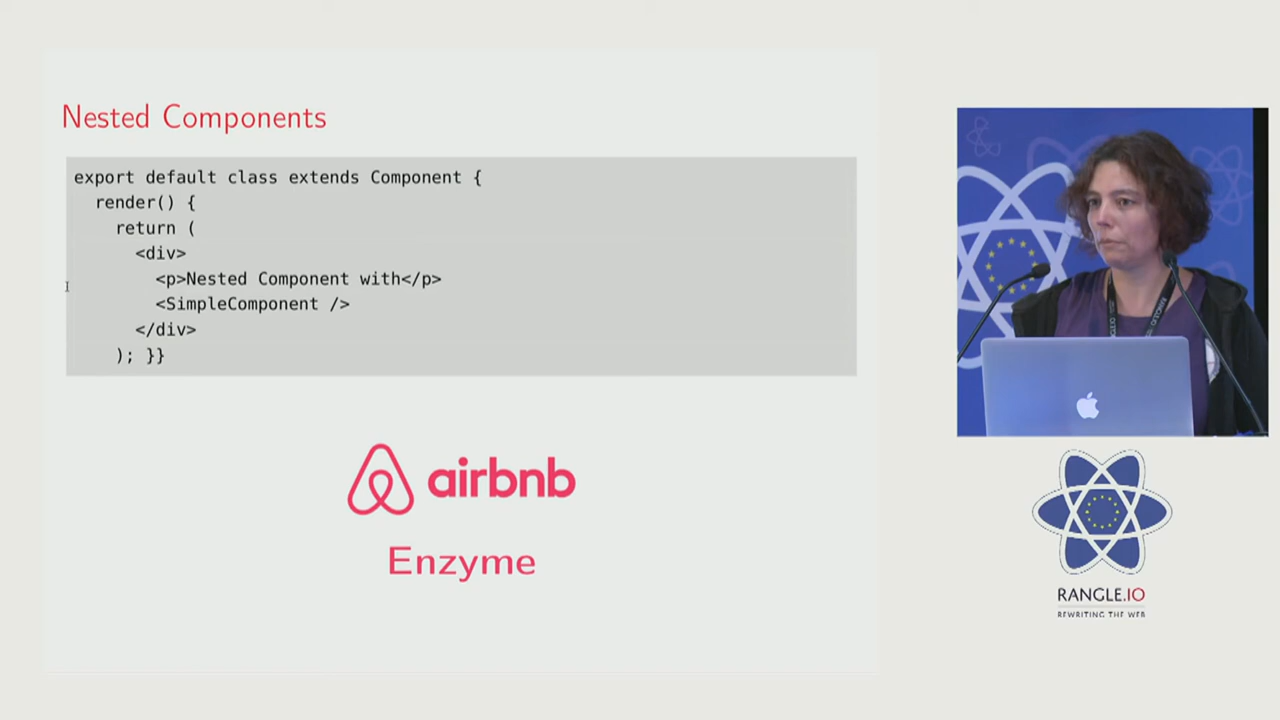 Nested Components
export default class extends Component {
render() {
return (
<div>
<p>Nested Component with</p>
<SimpleComponent />
</div>
); }}
airbnb
Enzyme
RANGLE.IO
REWRITING THE WEB